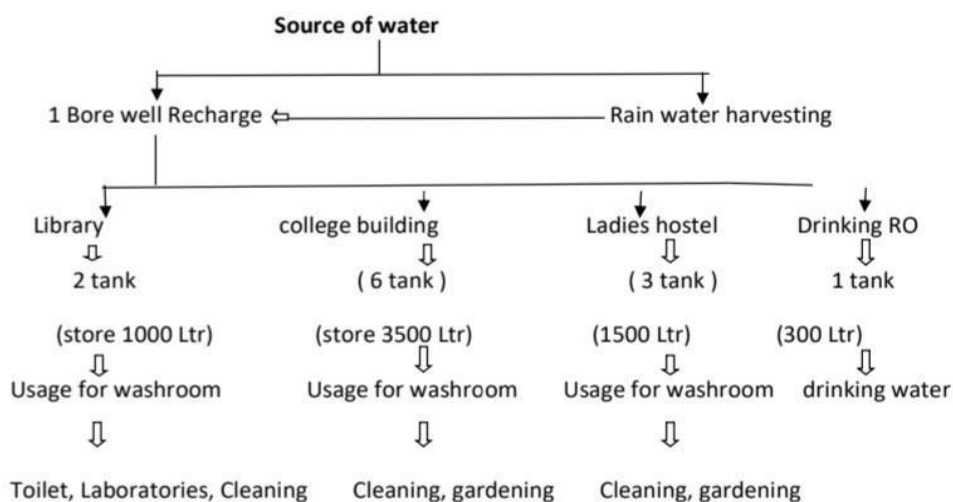 Source of water
1 Bore well Recharge Rain water harvesting
Library college building Ladies hostel Drinking RO
2 tank ( 6 tank ) ( 3 tank ) 1 tank
(store 1000 Ltr) (store 3500 Ltr) (1500 Ltr) (300 Ltr)
Usage for washroom Usage for washroom Usage for washroom drinking water
Toilet, Laboratories, Cleaning Cleaning, gardening Cleaning, gardening